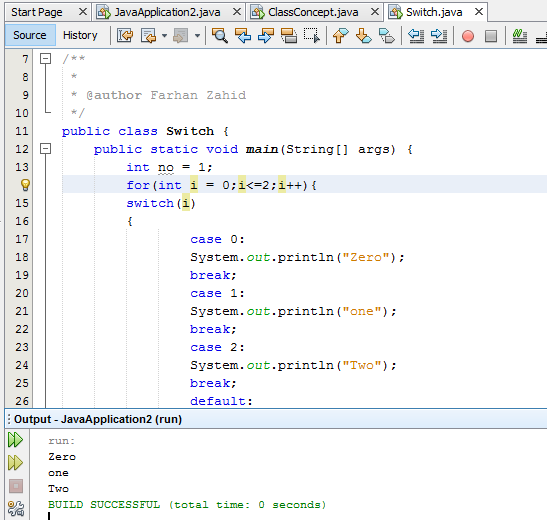 Start Page JavaApplication2.java ClassConcept.java Switch.java
Source History
7 /**
8 *
9 * @author Farhan Zahid
10 */
11 public class Switch {
12 public static void main(String[] args) {
13 int no = 1;
for(int i = 0;i<=2;i++){
15 switch(i)
16 {
17 case 0:
18 System.out.println("Zero");
19 break;
20 case 1:
21 System.out.println("one");
22 break;
23 case 2:
24 System.out.println("Two");
25 break;
26 default:
Output - JavaApplication2 (run)
run:
Zero
one
Two
BUILD SUCCESSFUL (total time: 0 seconds)